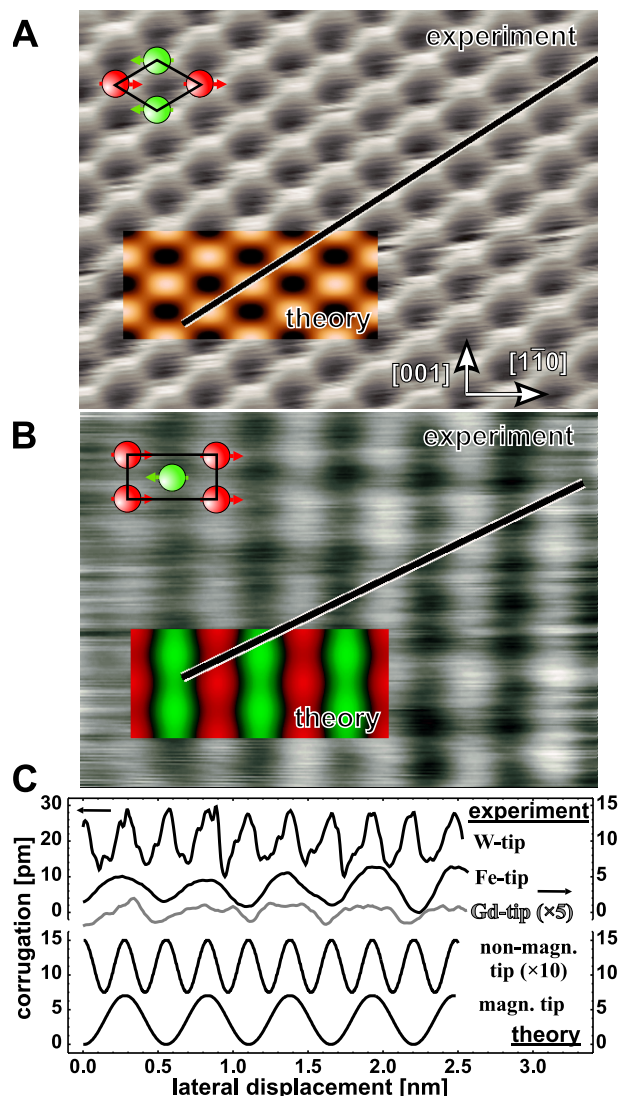 A
experiment
theory
[001]
[11̄0]
B
experiment
theory
C
30
20
10
0
15
10
5
0
corrugation [pm]
experiment
W-tip
Fe-tip
Gd-tip (×5)
non-magn.
tip (×10)
magn. tip
theory
15
10
5
0
15
10
5
0
0.0 0.5 1.0 1.5 2.0 2.5 3.0
lateral displacement [nm]